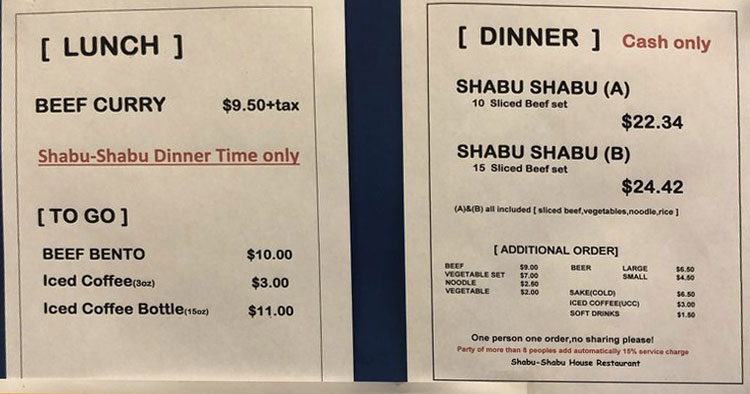 [ LUNCH ]
BEEF CURRY $9.50+tax
Shabu-Shabu Dinner Time only
[ TO GO ]
BEEF BENTO $10.00
Iced Coffee(3oz) $3.00
Iced Coffee Bottle(15oz) $11.00
[ DINNER ] Cash only
SHABU SHABU (A)
10 Sliced Beef set
$22.34
SHABU SHABU (B)
15 Sliced Beef set
$24.42
(A)&(B) all included [ sliced beef,vegetables,noodle,rice ]
[ ADDITIONAL ORDER]
BEEF $9.00
VEGETABLE SET $7.00
NOODLE $2.50
VEGETABLE $2.00
BEER LARGE $6.50
SMALL $4.50
SAKE(COLD) $6.50
ICED COFFEE(UCC) $3.00
SOFT DRINKS $1.50
One person one order,no sharing please!
Party of more than 8 peoples add automatically 15% service charge
Shabu-Shabu House Restaurant